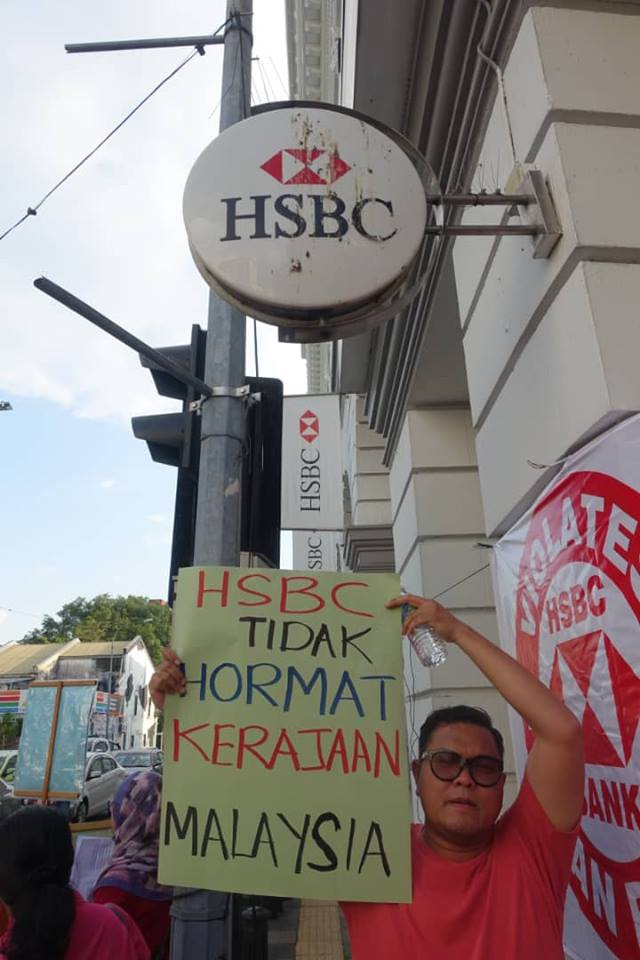 HSBC
HSBC
HSBC
HSBC
TIDAK
HORMAT
KERAJAAN
MALAYSIA
HSBC